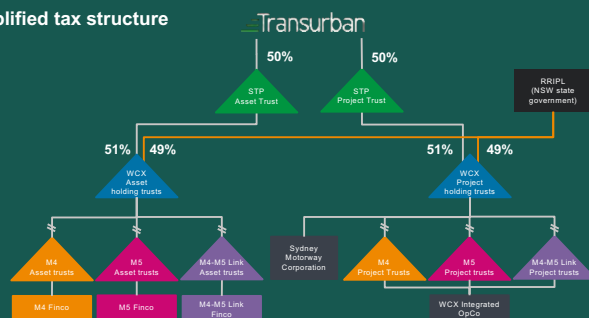 plified tax structure
Transurban
50%
50%
STP
Asset Trust
STP
Project Trust
RRIPL
(NSW state
government)
51%
49%
51%
49%
WCX
Asset
holding trusts
WCX
Project
holding trusts
M4
Asset trusts
M5
Asset trusts
M4-M5 Link
Asset trusts
Sydney
Motorway
Corporation
M4
Project Trusts
M5
Project trusts
M4-M5 Link
Project trusts
M4 Finco
M5 Finco
M4-M5 Link
Finco
WCX Integrated
OpCo